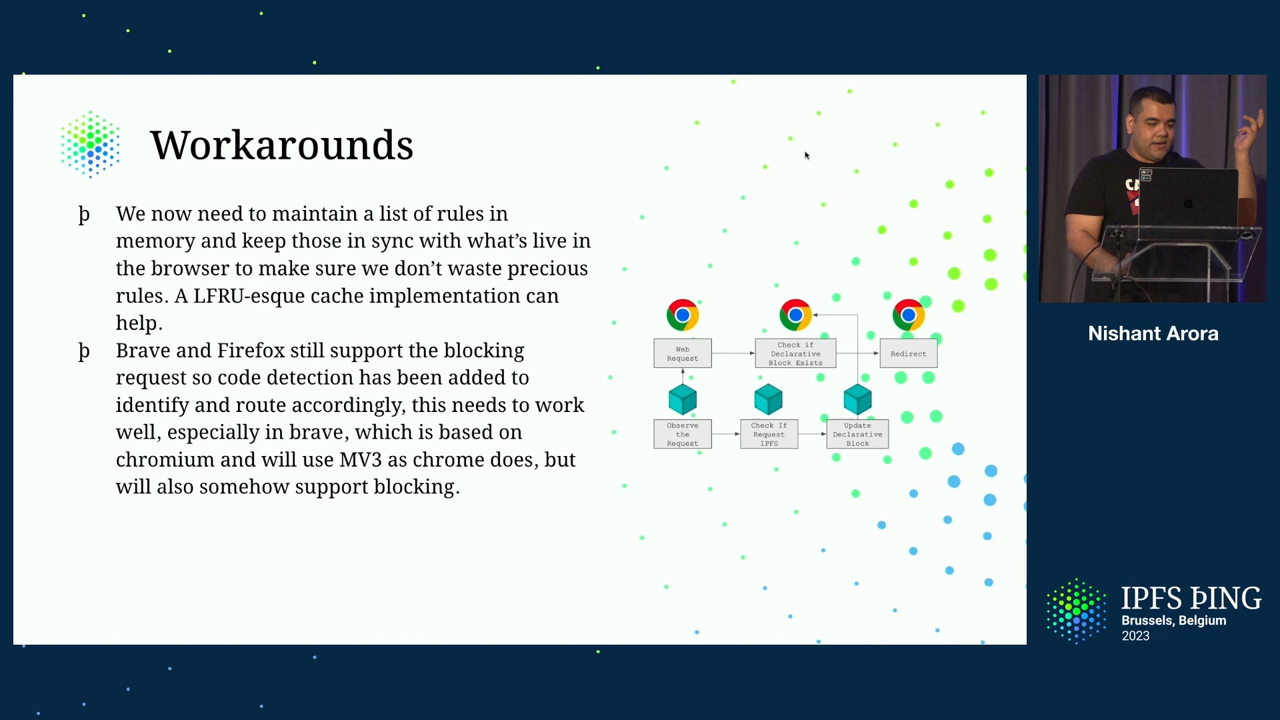 Workarounds
þ We now need to maintain a list of rules in
memory and keep those in sync with what’s live in
the browser to make sure we don’t waste precious
rules. A LFRU-esque cache implementation can
help.
þ Brave and Firefox still support the blocking
request so code detection has been added to
identify and route accordingly, this needs to work
well, especially in brave, which is based on
chromium and will use MV3 as chrome does, but
will also somehow support blocking.
Web
Request
Check if
Declarative
Block Exists
Redirect
Observe
the
Request
Check If
Request
IPFS
Update
Declarative
Block
CA
Nishant Arora
IPFS ÞING
Brussels, Belgium
2023